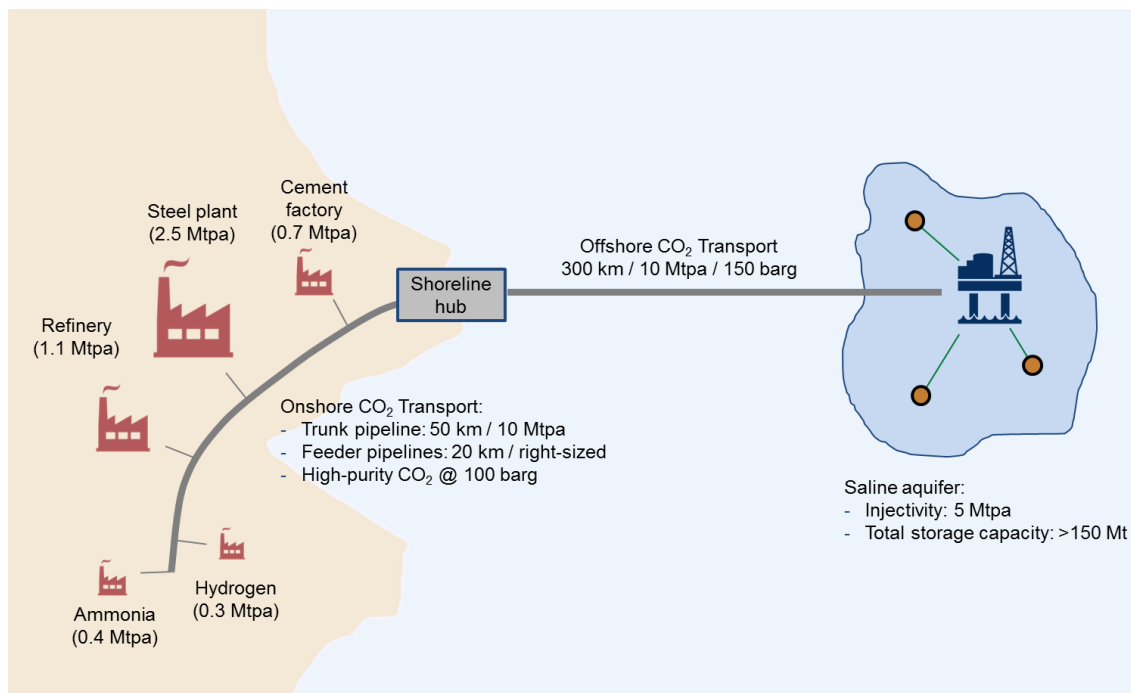 Cement
factory
(0.7 Mtpa)
Steel plant
(2.5 Mtpa)
Refinery
(1.1 Mtpa)
Shoreline
hub
Offshore CO₂ Transport
300 km / 10 Mtpa / 150 barg
Onshore CO₂ Transport:
- Trunk pipeline: 50 km / 10 Mtpa
- Feeder pipelines: 20 km / right-sized
- High-purity CO₂ @ 100 barg
Saline aquifer:
- Injectivity: 5 Mtpa
- Total storage capacity: >150 Mt
Hydrogen
(0.3 Mtpa)
Ammonia
(0.4 Mtpa)